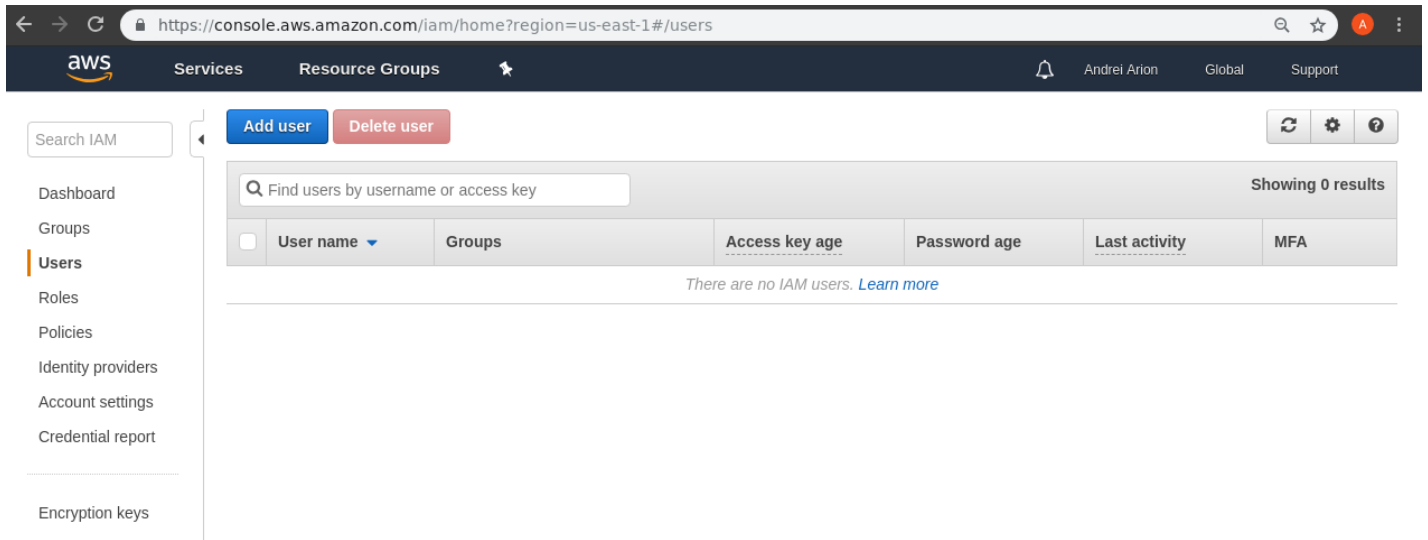 https://console.aws.amazon.com/iam/home?region=us-east-1#/users
A
aws
Services
Resource Groups
Andrei Arion
Global
Support
Search IAM
Add user
Delete user
Dashboard
Groups
Users
Roles
Policies
Identity providers
Account settings
Credential report
Encryption keys
Find users by username or access key
Showing 0 results
User name
Groups
Access key age
Password age
Last activity
MFA
There are no IAM users. Learn more